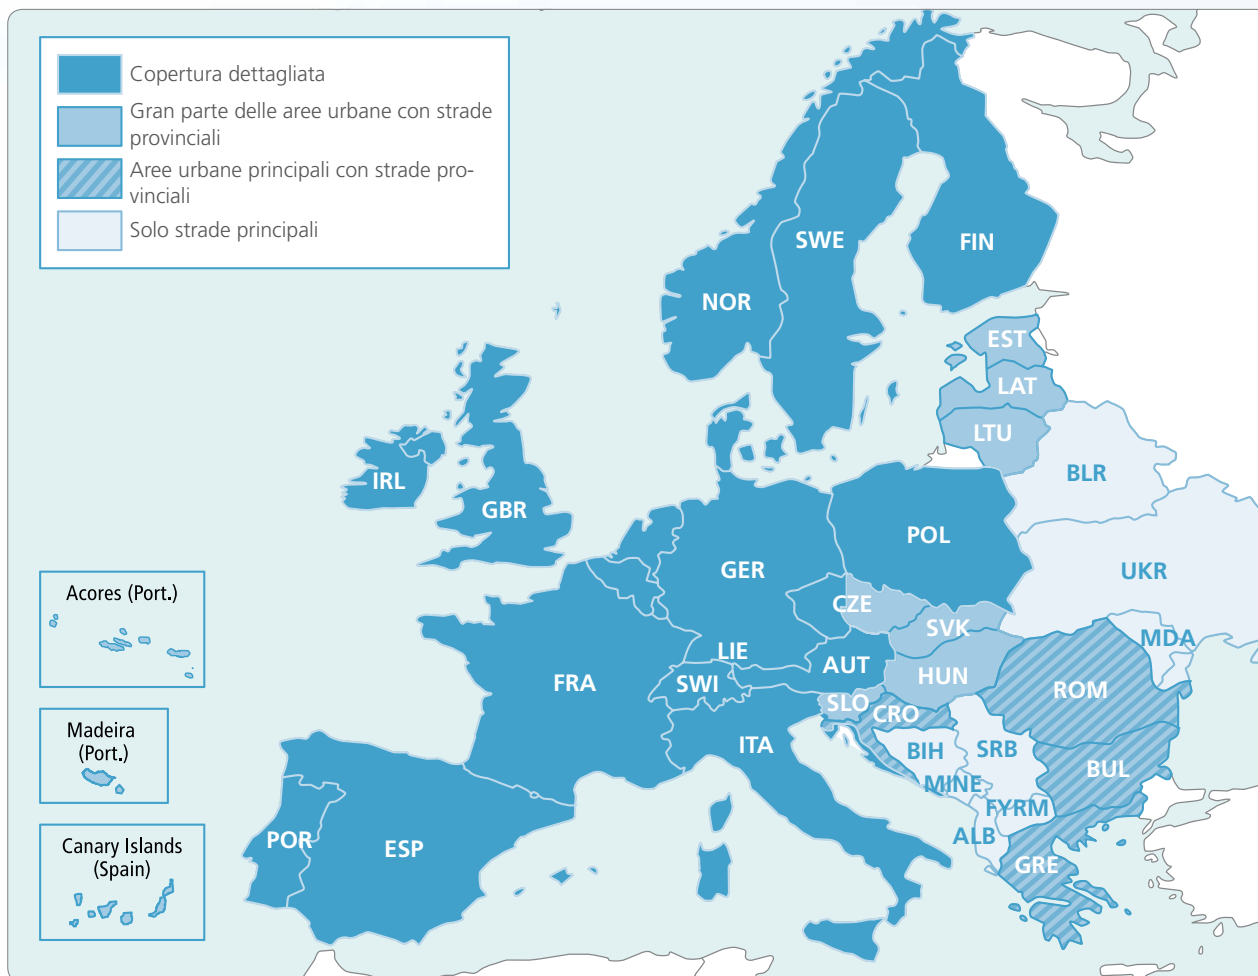 Copertura dettagliata
Gran parte delle aree urbane con strade
provinciali
Aree urbane principali con strade pro-
vinciali
Solo strade principali
SWE
FIN
NOR
EST
LAT
LTU
IRL
GBR
BLR
POL
GER
UKR
CZE
SVK
MDA
LIE
AUT
HUN
FRA
SWI
ROM
SLO
CRO
ITA
BIH
SRB
BUL
MNE
FYRM
ALB
POR
ESP
GRE
Acores (Port.)
Madeira
(Port.)
Canary Islands
(Spain)